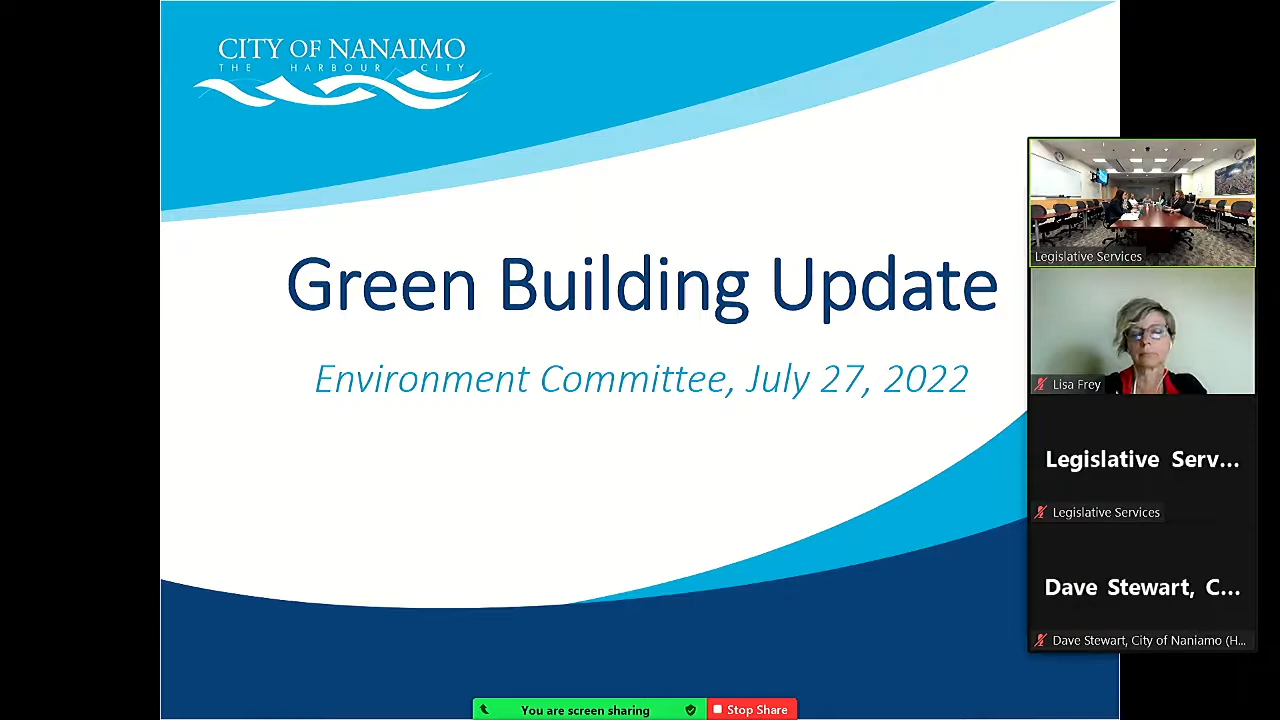 CITY OF NANAIMO
THE HARBOUR CITY
Green Building Update
Environment Committee, July 27, 2022
Legislative Services
Lisa Frey
Legislative Serv...
Legislative Services
Dave Stewart, C...
Dave Stewart, City of Naniamo (H...
You are screen sharing
Stop Share